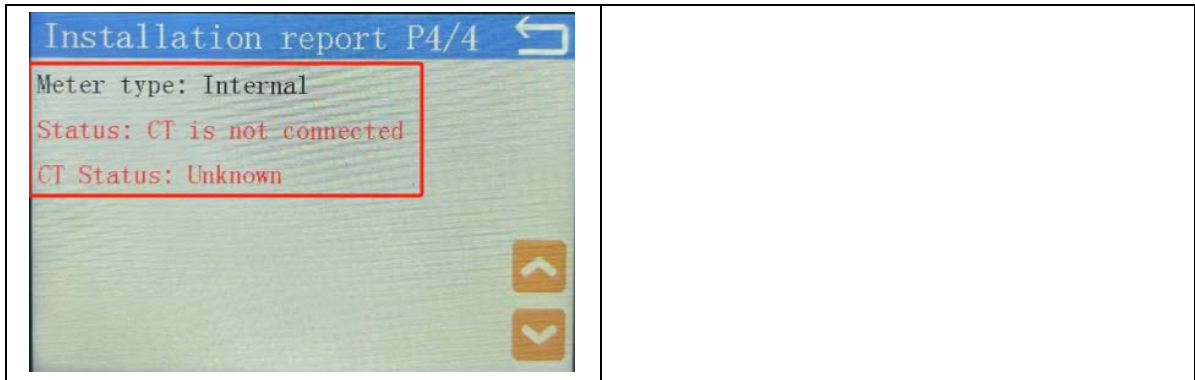 Installation report P4/4
Meter type: Internal
Status: CT is not connected
CT Status: Unknown